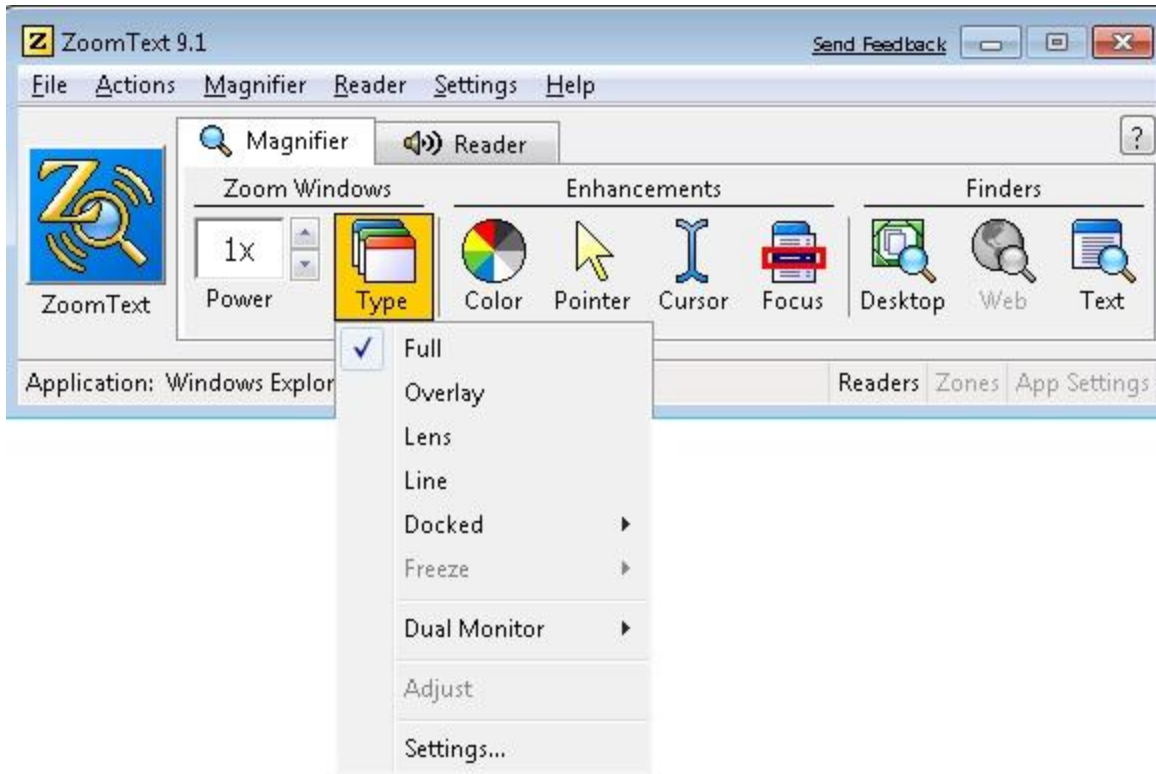 Z ZoomText 9.1 Send Feedback
File Actions Magnifier Reader Settings Help
Magnifier Reader ?
Zoom Windows Enhancements Finders
1x
ZoomText Power Type Color Pointer Cursor Focus Desktop Web Text
Full
Application: Windows Explor Readers Zones App Settings
Overlay
Lens
Line
Docked
Freeze
Dual Monitor
Adjust
Settings...